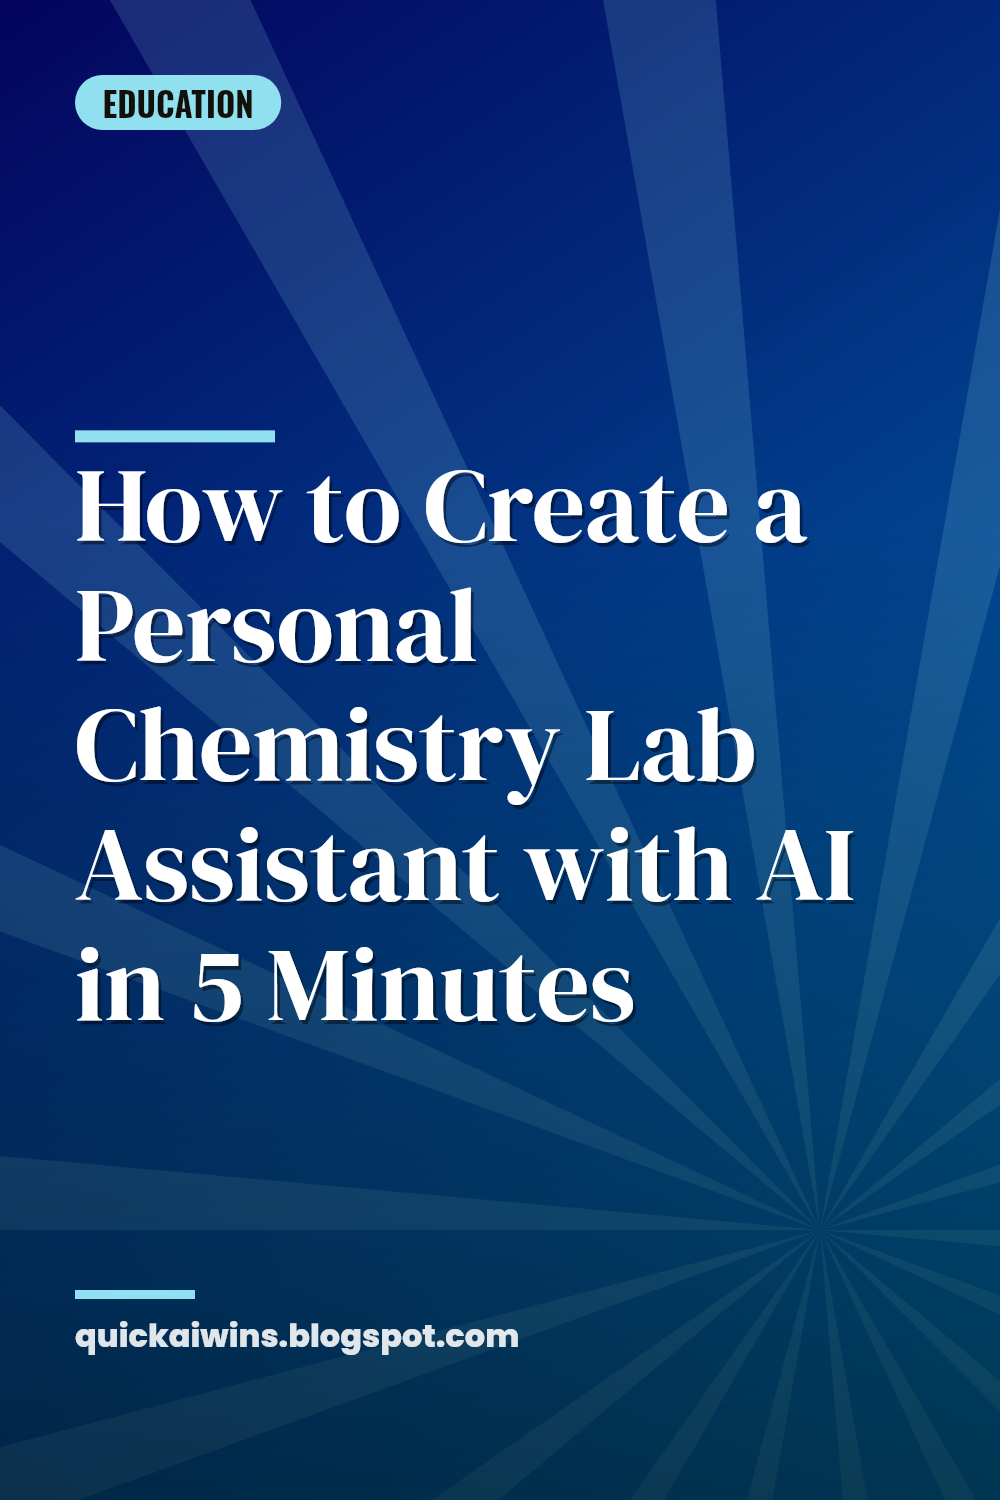 EDUCATION
How to Create a
Personal
Chemistry Lab
Assistant with AI
in 5 Minutes
quickaiwins.blogspot.com